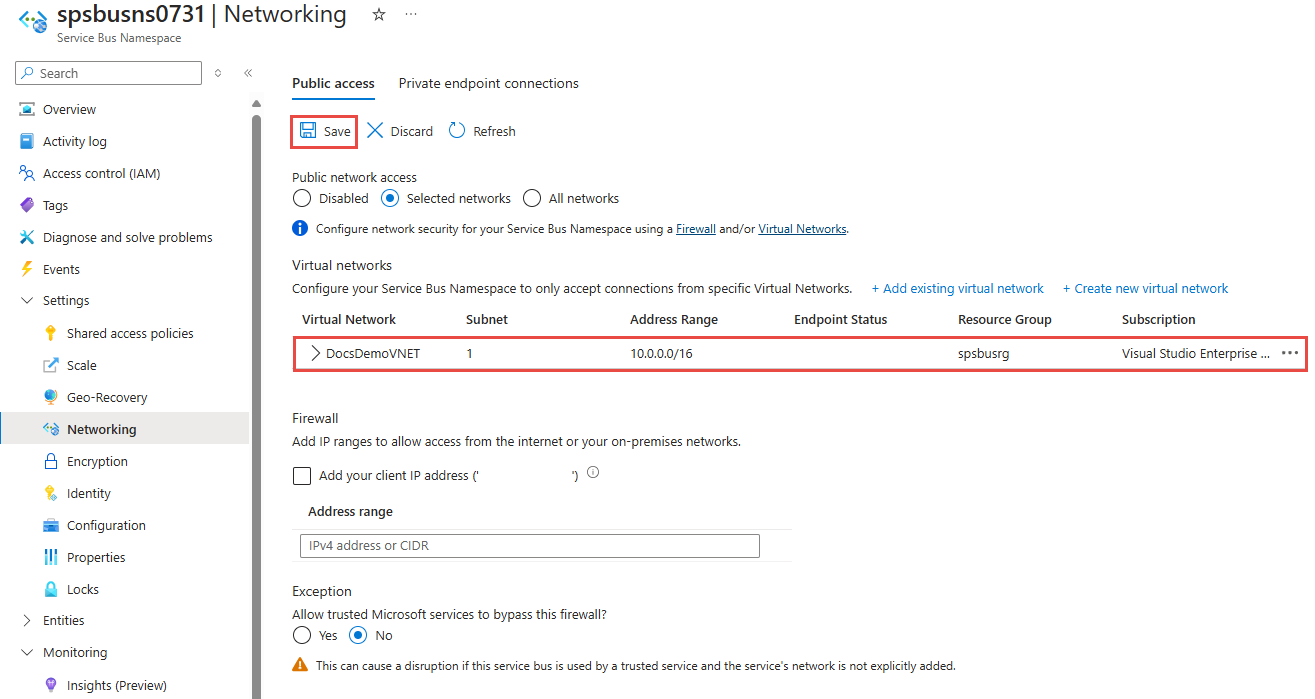 spsbusns0731 | Networking
Service Bus Namespace
Search
Overview
Activity log
Access control (IAM)
Tags
Diagnose and solve problems
Events
Settings
Shared access policies
Scale
Geo-Recovery
Networking
Encryption
Identity
Configuration
Properties
Locks
Entities
Monitoring
Insights (Preview)
Public access Private endpoint connections
Save Discard Refresh
Public network access
Disabled Selected networks All networks
Configure network security for your Service Bus Namespace using a Firewall and/or Virtual Networks.
Virtual networks
Configure your Service Bus Namespace to only accept connections from specific Virtual Networks. + Add existing virtual network + Create new virtual network
Virtual Network Subnet Address Range Endpoint Status Resource Group Subscription
DocsDemoVNET 1 10.0.0.0/16 spsbusrg Visual Studio Enterprise ...
Firewall
Add IP ranges to allow access from the internet or your on-premises networks.
Add your client IP address (' ')
Address range
IPv4 address or CIDR
Exception
Allow trusted Microsoft services to bypass this firewall?
Yes No
This can cause a disruption if this service bus is used by a trusted service and the service's network is not explicitly added.